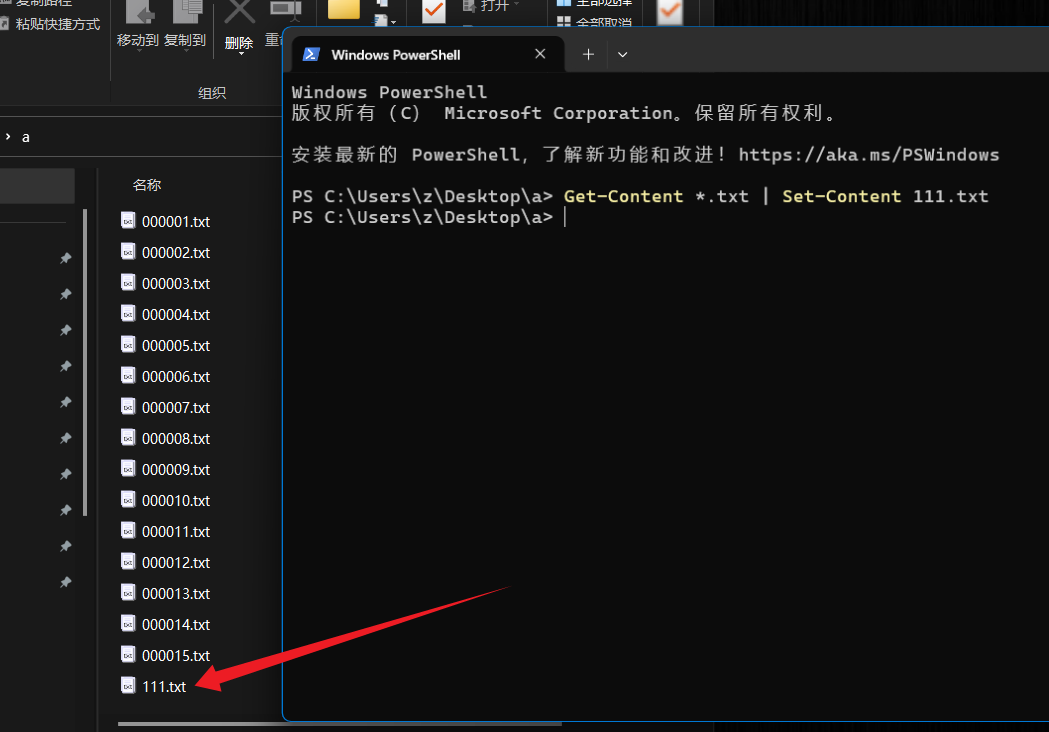 复制路径
粘贴快捷方式
移动到
复制到
删除
组织
打开
全部选择
全部取消
a
名称
000001.txt
000002.txt
000003.txt
000004.txt
000005.txt
000006.txt
000007.txt
000008.txt
000009.txt
000010.txt
000011.txt
000012.txt
000013.txt
000014.txt
000015.txt
111.txt
Windows PowerShell
Windows PowerShell
版权所有 (C) Microsoft Corporation。保留所有权利。
安装最新的 PowerShell，了解新功能和改进！https://aka.ms/PSWindows
PS C:\Users\z\Desktop\a> Get-Content *.txt | Set-Content 111.txt
PS C:\Users\z\Desktop\a>